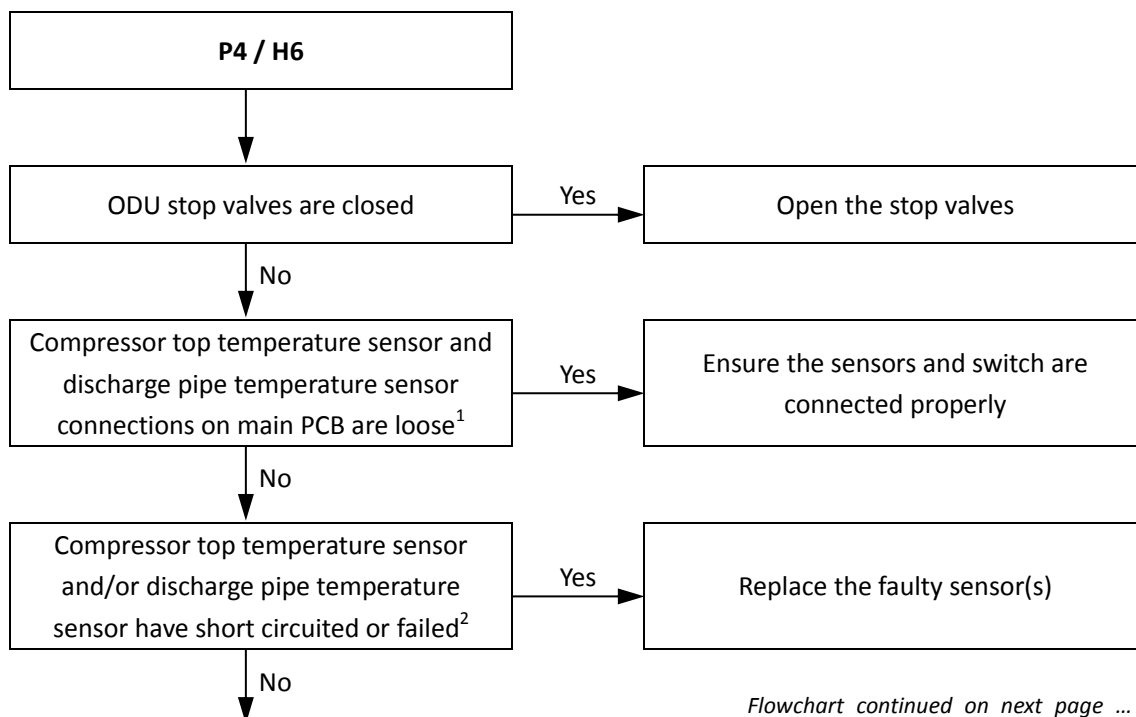 P4 / H6
ODU stop valves are closed
Yes
Open the stop valves
No
Compressor top temperature sensor and
discharge pipe temperature sensor
connections on main PCB are loose¹
Yes
Ensure the sensors and switch are
connected properly
No
Compressor top temperature sensor
and/or discharge pipe temperature
sensor have short circuited or failed²
Yes
Replace the faulty sensor(s)
No
Flowchart continued on next page ...